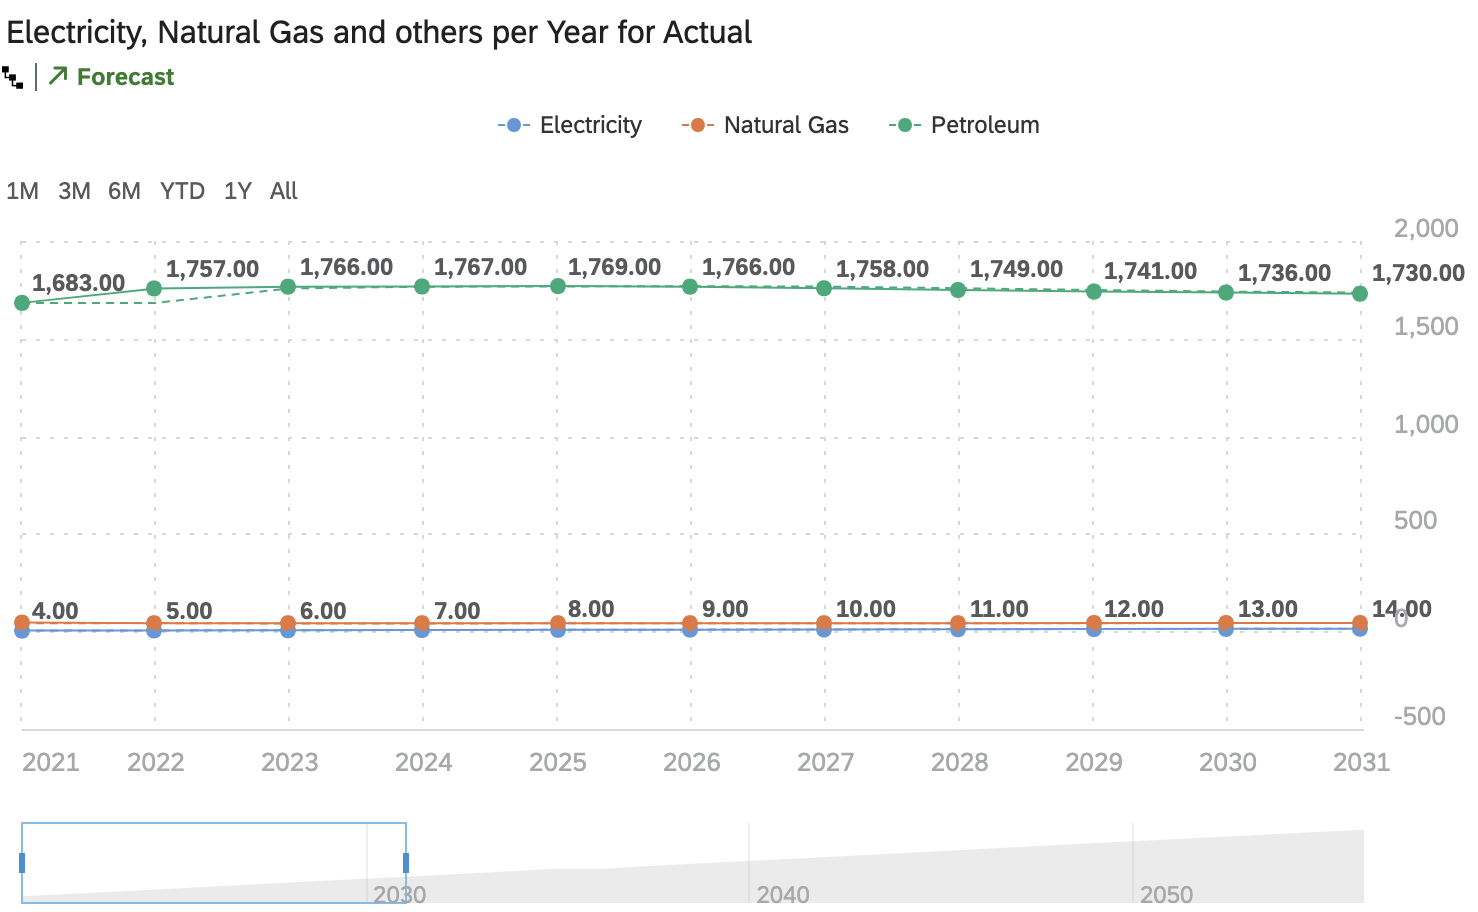 Electricity, Natural Gas and others per Year for Actual
Forecast
Electricity Natural Gas Petroleum
1M 3M 6M YTD 1Y All
2,000
1,683.00 1,757.00 1,766.00 1,767.00 1,769.00 1,766.00 1,758.00 1,749.00 1,741.00 1,736.00 1,730.00
1,500
1,000
500
4.00 5.00 6.00 7.00 8.00 9.00 10.00 11.00 12.00 13.00 14.00
0
-500
2021 2022 2023 2024 2025 2026 2027 2028 2029 2030 2031
2030 2040 2050